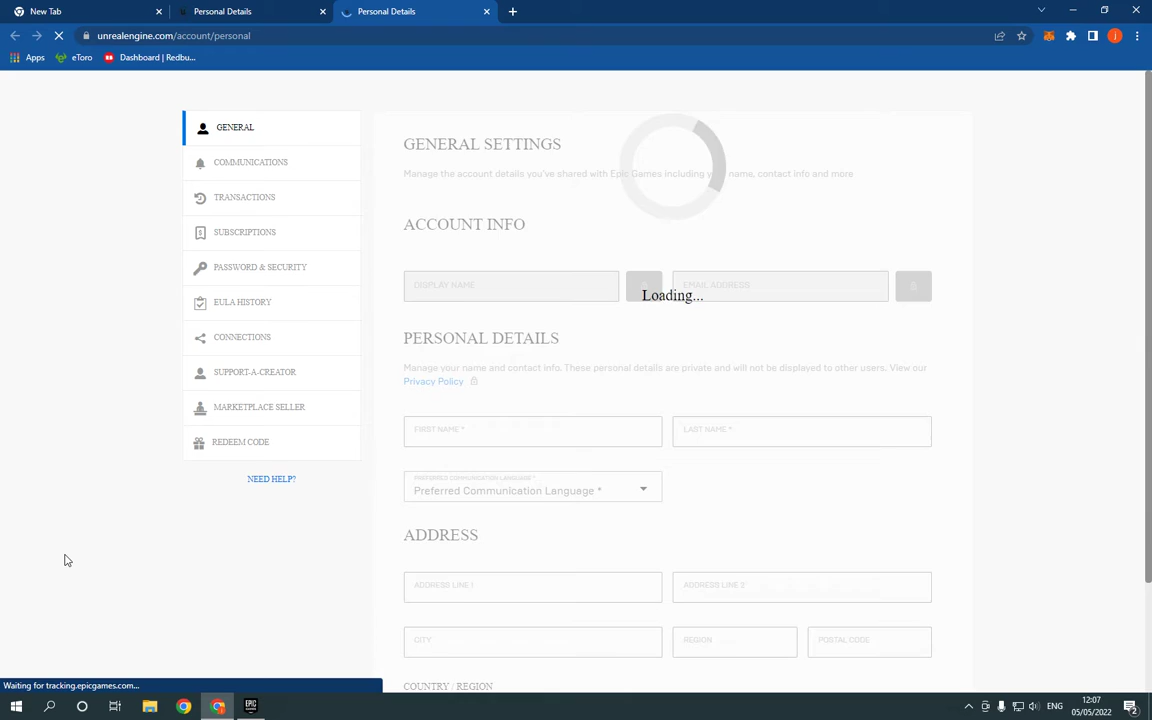 New Tab
Personal Details
Personal Details
unrealengine.com/account/personal
Apps
eToro
Dashboard | Redbu...
GENERAL
COMMUNICATIONS
TRANSACTIONS
SUBSCRIPTIONS
PASSWORD & SECURITY
EULA HISTORY
CONNECTIONS
SUPPORT-A-CREATOR
MARKETPLACE SELLER
REDEEM CODE
NEED HELP?
GENERAL SETTINGS
Manage the account details you've shared with Epic Games including your name, contact info and more
ACCOUNT INFO
DISPLAY NAME
EMAIL ADDRESS
Loading...
PERSONAL DETAILS
Manage your name and contact info. These personal details are private and will not be displayed to other users. View our
Privacy Policy
FIRST NAME *
LAST NAME *
PREFERRED COMMUNICATION LANGUAGE *
Preferred Communication Language *
ADDRESS
ADDRESS LINE 1
ADDRESS LINE 2
CITY
REGION
POSTAL CODE
COUNTRY / REGION
Waiting for tracking.epicgames.com...
EPIC
ENG
12:07
05/05/2022
2